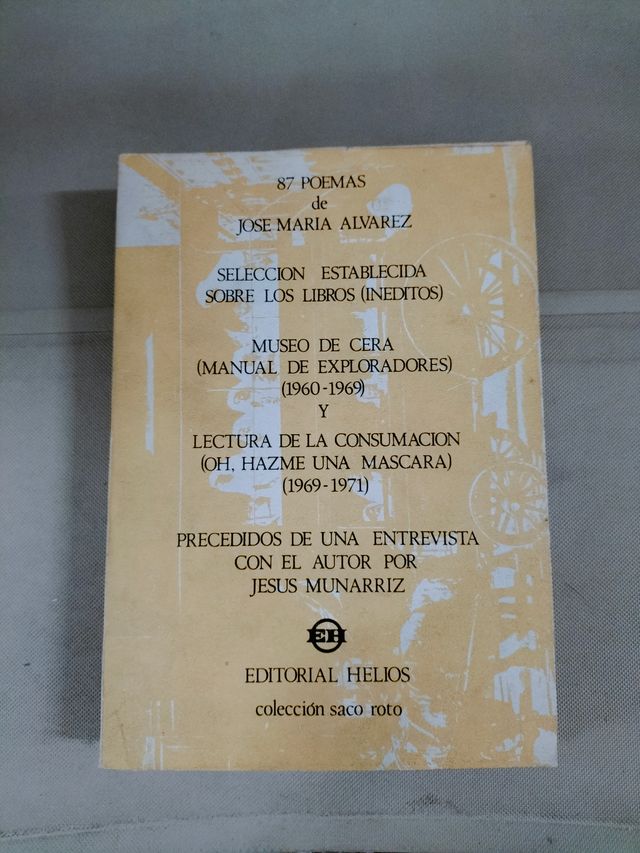 87 POEMAS
de
JOSE MARIA ALVAREZ
SELECCION ESTABLECIDA
SOBRE LOS LIBROS (INEDITOS)
MUSEO DE CERA
(MANUAL DE EXPLORADORES)
(1960-1969)
Y
LECTURA DE LA CONSUMACION
(OH, HAZME UNA MASCARA)
(1969-1971)
PRECEDIDOS DE UNA ENTREVISTA
CON EL AUTOR POR
JESUS MUNARRIZ
EH
EDITORIAL HELIOS
colección saco roto